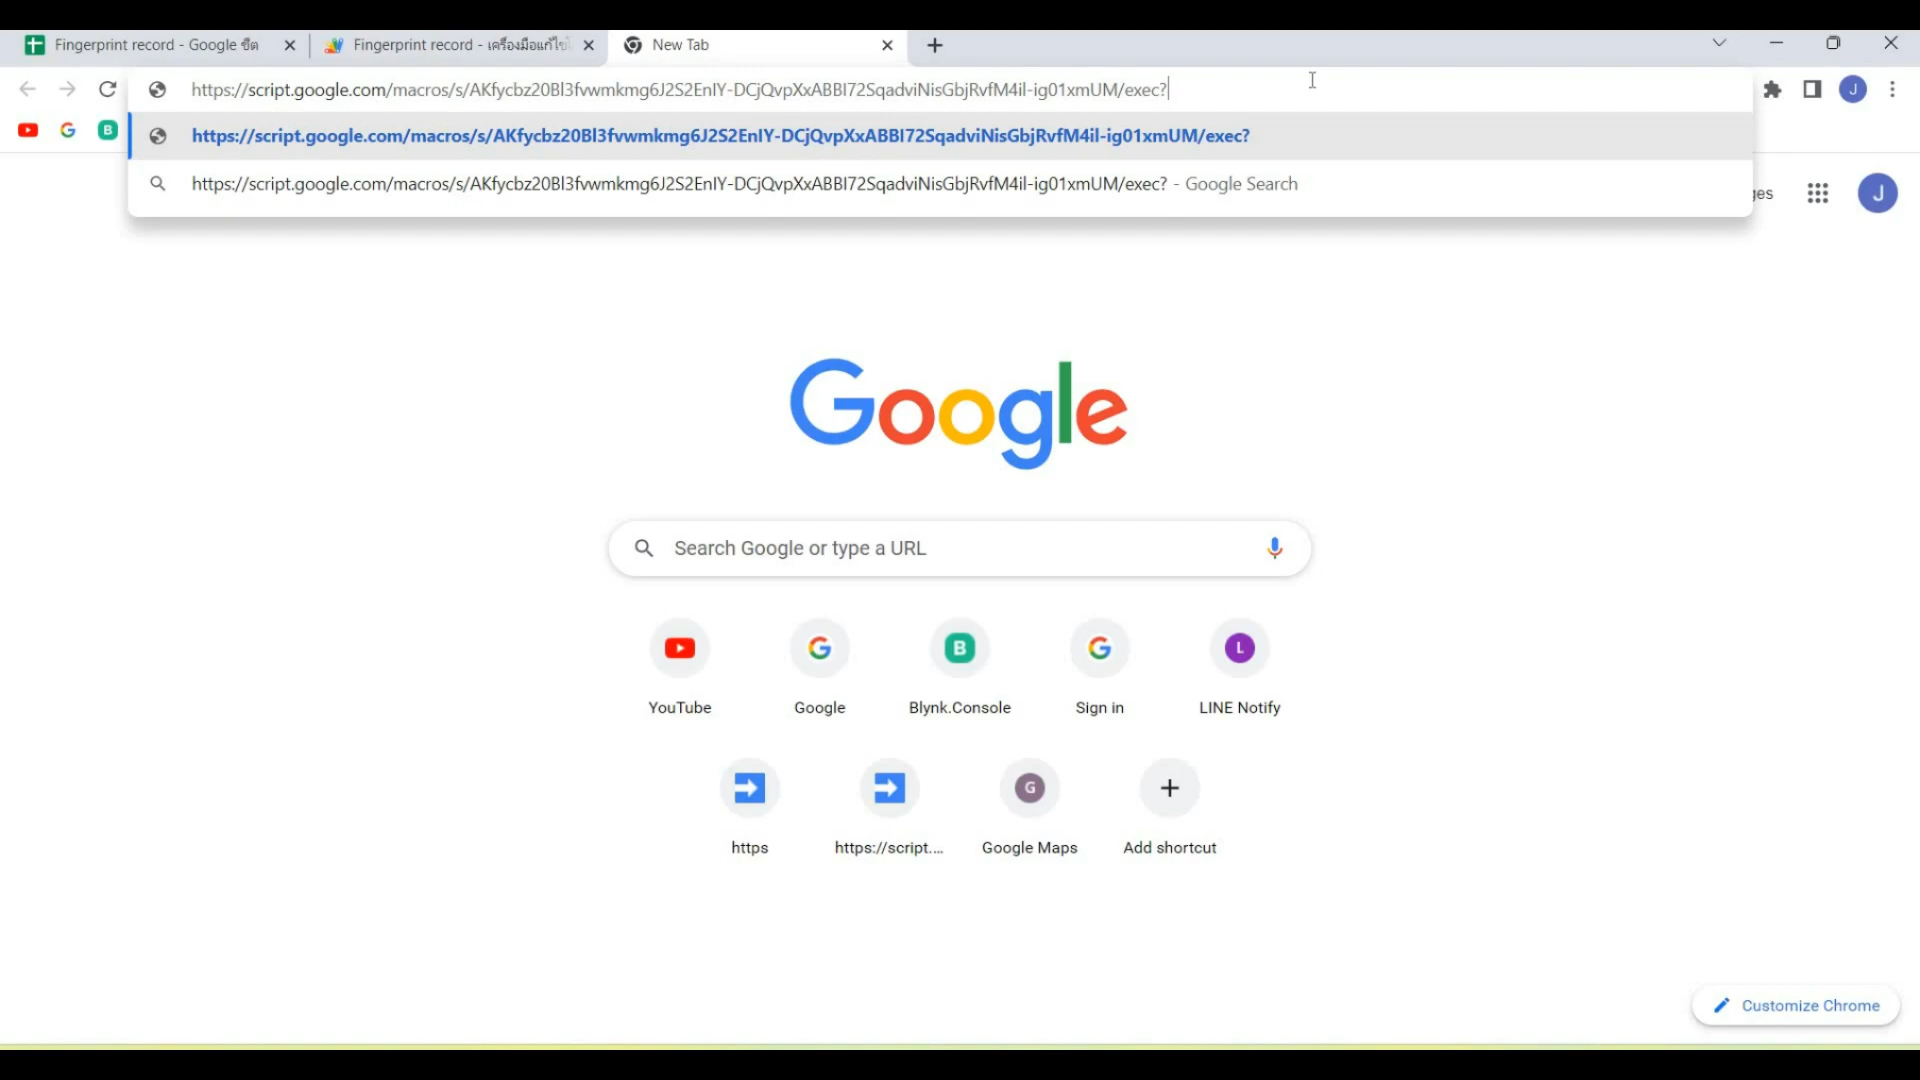 Fingerprint record - Google ชีต
Fingerprint record - เครื่องมือแก้ไข
New Tab
https://script.google.com/macros/s/AKfycbz20Bl3fvwmkmg6J2S2EnIY-DCjQvpXxABBI72SqadviNisGbjRvfM4il-ig01xmUM/exec?
J
https://script.google.com/macros/s/AKfycbz20Bl3fvwmkmg6J2S2EnIY-DCjQvpXxABBI72SqadviNisGbjRvfM4il-ig01xmUM/exec?
https://script.google.com/macros/s/AKfycbz20Bl3fvwmkmg6J2S2EnIY-DCjQvpXxABBI72SqadviNisGbjRvfM4il-ig01xmUM/exec? - Google Search
J
Google
Search Google or type a URL
B
L
YouTube
Google
Blynk.Console
Sign in
LINE Notify
G
https
https://script....
Google Maps
Add shortcut
Customize Chrome